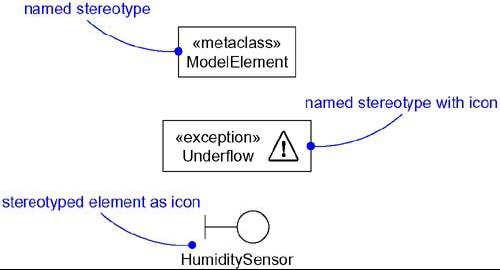 named stereotype
«metaclass»
ModelElement
named stereotype with icon
«exception»
Underflow
stereotyped element as icon
HumiditySensor